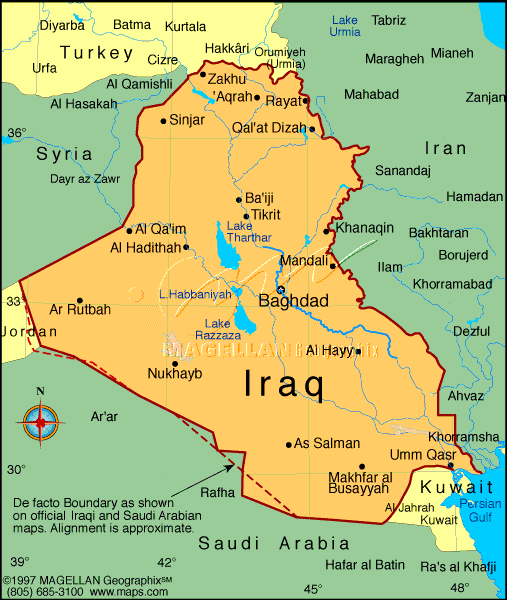 Diyarba
Batma
Kurtala
Lake
Urmia
Tabriz
Turkey
Hakkâri
Orumiyeh
(Urmia)
Maragheh
Mianeh
Urfa
Cizre
Zakhu
Al Qamishli
'Aqrah
Rayat
Mahabad
Zanjan
Al Hasakah
Sinjar
Qal'at Dizah
36°
Syria
Iran
Sanandaj
Dayr az Zawr
Ba'iji
Tikrit
Hamadan
Al Qa'im
Lake
Tharthar
Khanaqin
Bakhtaran
Al Hadithah
Mandali
Ilam
Borujerd
Khorramabad
L.Habbaniyah
Baghdad
33°
Ar Rutbah
Jordan
Lake
Razzaza
Dezful
MAGELLAN Geographix
Al Hayy
Nukhayb
Iraq
Ahvaz
N
Ar'ar
As Salman
Khorramsha
Umm Qasr
30°
Makhfar al
Busayyah
Kuwait
Rafha
De facto Boundary as shown
on official Iraqi and Saudi Arabian
maps. Alignment is approximate.
Al Jahrah
Kuwait
Persian
Gulf
Saudi Arabia
39°
42°
45°
48°
Hafar al Batin
Ra's al Khafji
©1997 MAGELLAN Geographix℠
(805) 685-3100 www.maps.com